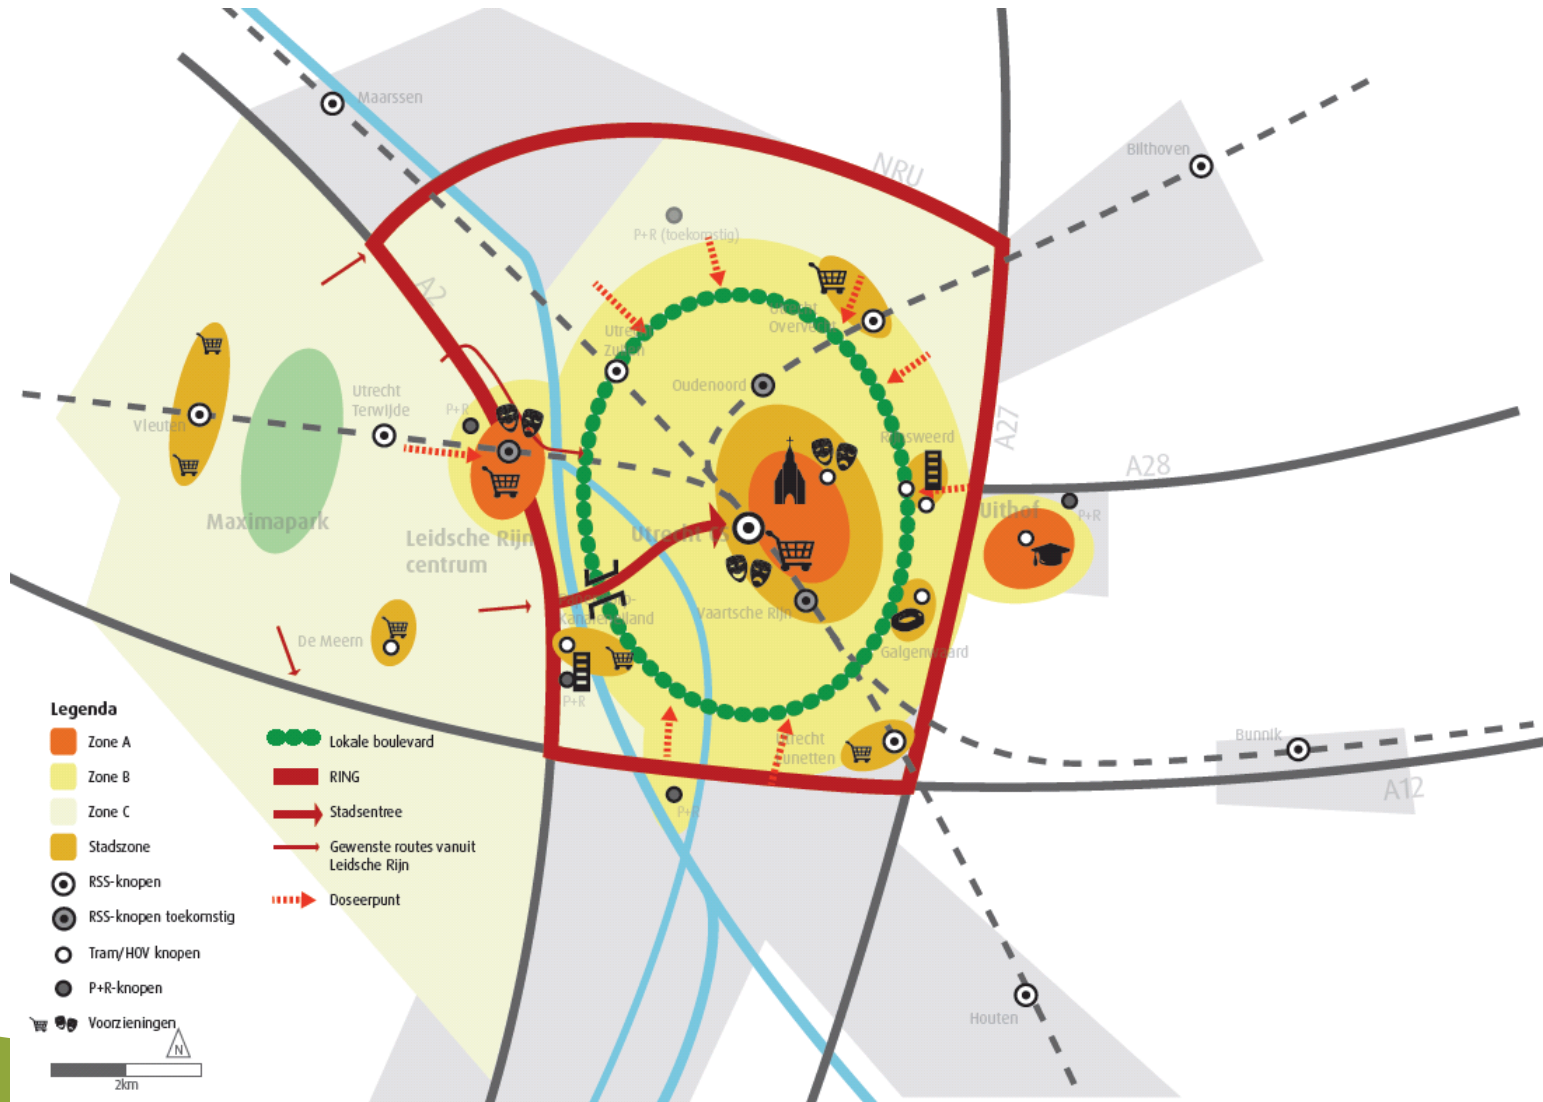 Maarssen
Bilthoven
NRU
P+R (toekomstig)
A2
Utrecht
Overvecht
Utrecht
Zuilen
Oudenoord
Utrecht
Terwijde
P+R
Vleuten
A27
Rijnsweerd
A28
Uithof
P+R
Maximapark
Leidsche Rijn
centrum
Utrecht CS
Kanaleneiland
Vaartsche Rijn
De Meern
Galgenwaard
P+R
Utrecht
Lunetten
Bunnik
A12
P+R
Houten
Legenda
Zone A
Zone B
Zone C
Stadszone
RSS-knopen
RSS-knopen toekomstig
Tram/HOV knopen
P+R-knopen
Voorzieningen
Lokale boulevard
RING
Stadsentree
Gewenste routes vanuit
Leidsche Rijn
Doseerpunt
N
2km